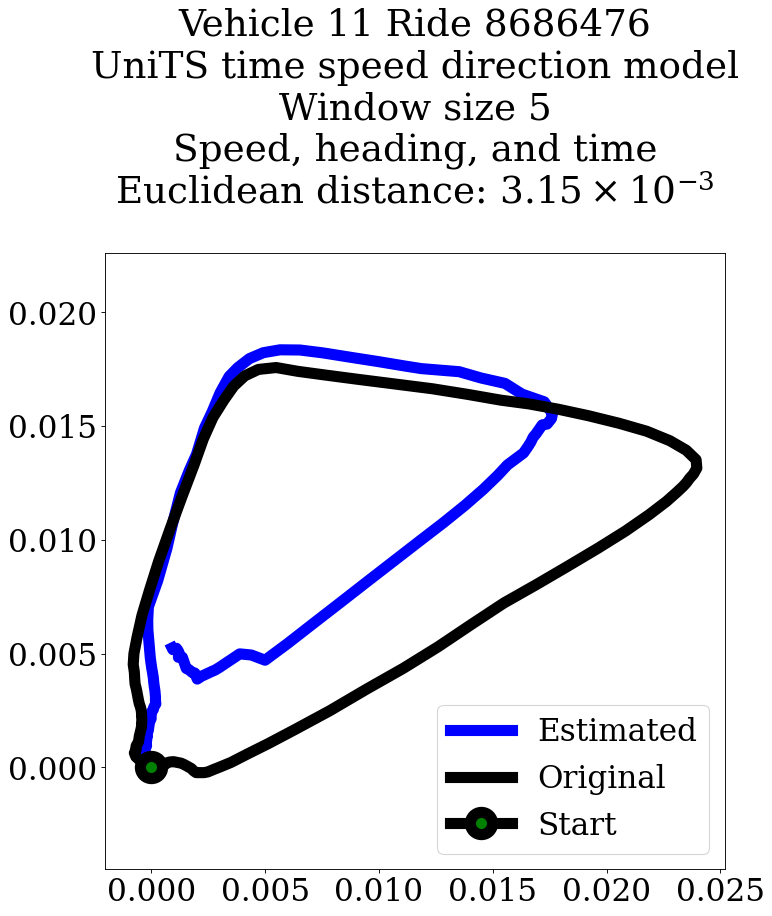 Vehicle 11 Ride 8686476
UniTS time speed direction model
Window size 5
Speed, heading, and time
Euclidean distance: $3.15 \times 10^{-3}$
0.020
0.015
0.010
0.005
0.000
Estimated
Original
Start
0.000 0.005 0.010 0.015 0.020 0.025